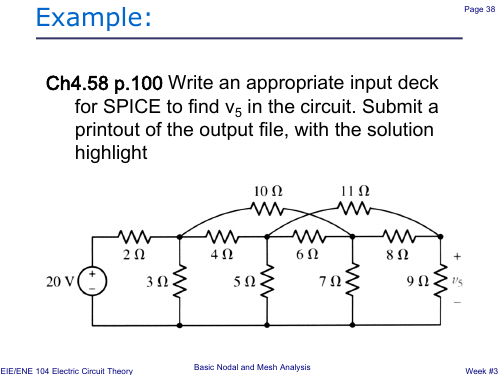 Example:
Page 38
Ch4.58 p.100 Write an appropriate input deck
for SPICE to find v5 in the circuit. Submit a
printout of the output file, with the solution
highlight
10 Ω 11 Ω
2 Ω 4 Ω 6 Ω 8 Ω
+
20 V + 3 Ω 5 Ω 7 Ω 9 Ω v5
– –
EIE/ENE 104 Electric Circuit Theory
Basic Nodal and Mesh Analysis
Week #3